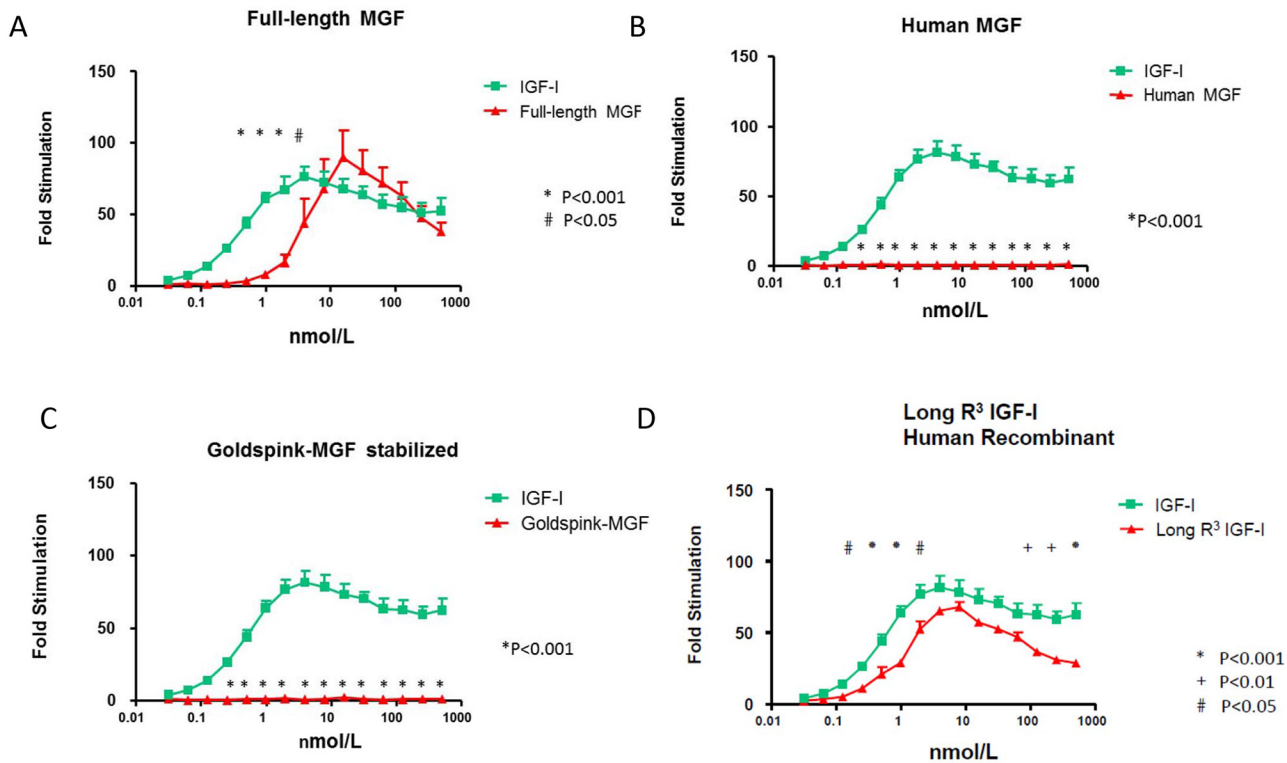 A
Full-length MGF
Fold Stimulation
150
100
50
0
0.01
0.1
1
10
100
1000
nmol/L
IGF-I
Full-length MGF
* * * #
* P<0.001
# P<0.05
B
Human MGF
Fold Stimulation
150
100
50
0
0.01
0.1
1
10
100
1000
nmol/L
IGF-I
Human MGF
* * * * * * * * * * * *
*P<0.001
C
Goldspink-MGF stabilized
Fold Stimulation
150
100
50
0
0.01
0.1
1
10
100
1000
nmol/L
IGF-I
Goldspink-MGF
* * * * * * * * * * * *
*P<0.001
D
Long R³ IGF-I
Human Recombinant
Fold Stimulation
150
100
50
0
0.01
0.1
1
10
100
1000
nmol/L
IGF-I
Long R³ IGF-I
# * * # + + *
* P<0.001
+ P<0.01
# P<0.05